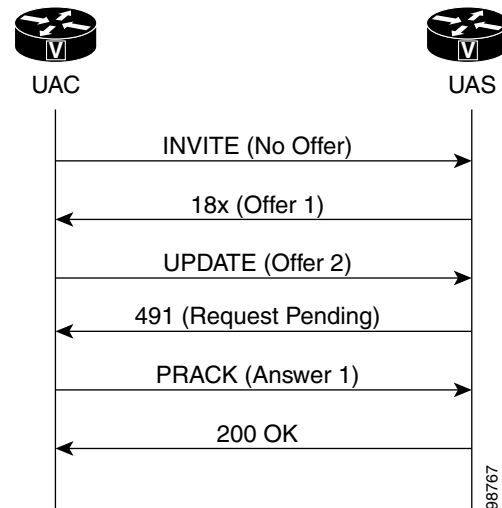 V
V
UAC
UAS
INVITE (No Offer)
18x (Offer 1)
UPDATE (Offer 2)
491 (Request Pending)
PRACK (Answer 1)
200 OK
98767